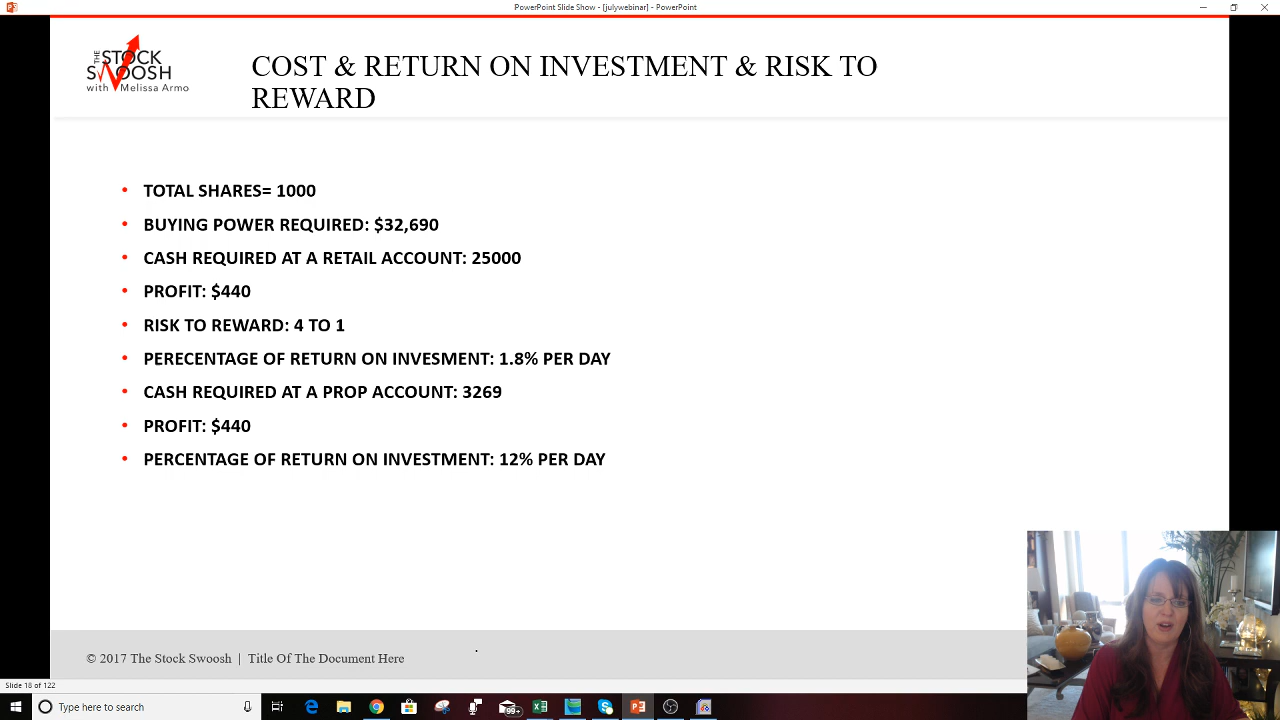 PowerPoint Slide Show - [julywebinar] - PowerPoint
THE
STOCK
SWOOSH
with Melissa Armo
COST & RETURN ON INVESTMENT & RISK TO
REWARD
• TOTAL SHARES= 1000
• BUYING POWER REQUIRED: $32,690
• CASH REQUIRED AT A RETAIL ACCOUNT: 25000
• PROFIT: $440
• RISK TO REWARD: 4 TO 1
• PERECENTAGE OF RETURN ON INVESMENT: 1.8% PER DAY
• CASH REQUIRED AT A PROP ACCOUNT: 3269
• PROFIT: $440
• PERCENTAGE OF RETURN ON INVESTMENT: 12% PER DAY
© 2017 The Stock Swoosh | Title Of The Document Here
Slide 18 of 122
Type here to search
99+